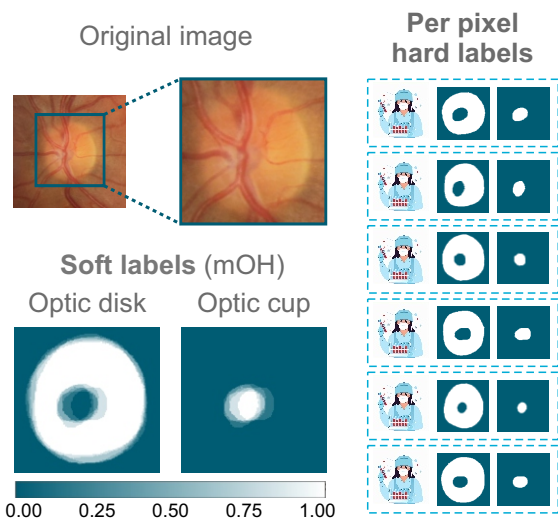 Original image
Per pixel
hard labels
Soft labels (mOH)
Optic disk
Optic cup
0.00 0.25 0.50 0.75 1.00